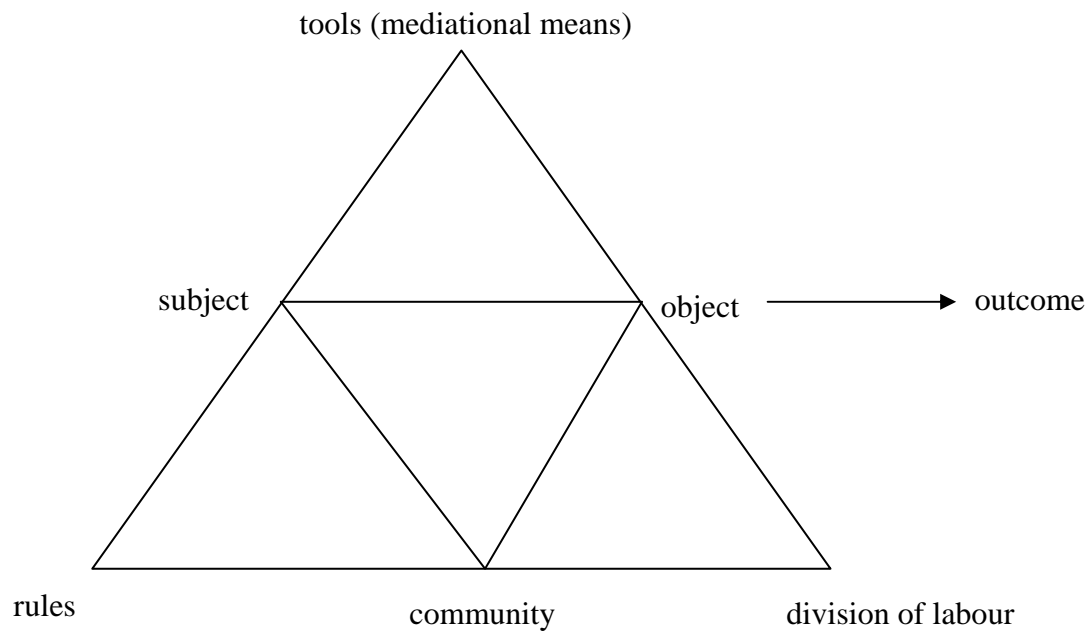 tools (mediational means)
subject
object
outcome
rules
community
division of labour